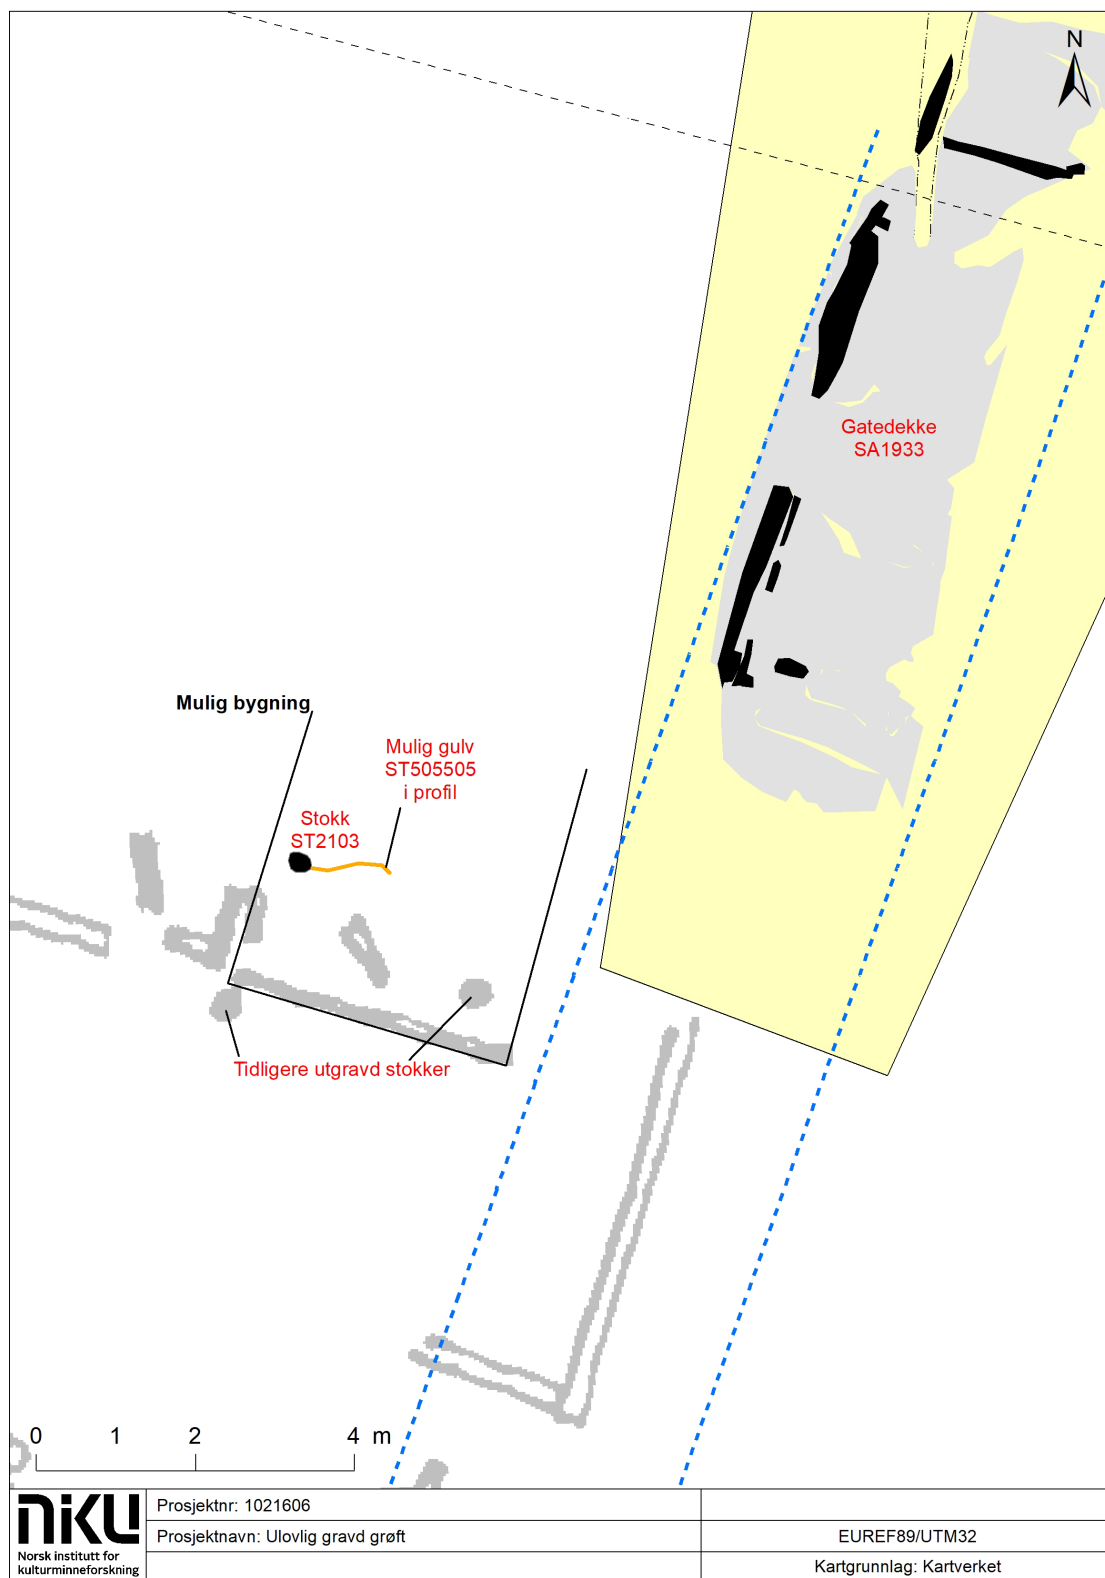 N
Gatedekke
SA1933
Mulig bygning
Mulig gulv
ST505505
i profil
Stokk
ST2103
Tidligere utgravd stokker
0 1 2 4 m
NIKU
Norsk institutt for
kulturminneforskning
Prosjektnr: 1021606
Prosjektnavn: Ulovlig gravd grøft
EUREF89/UTM32
Kartgrunnlag: Kartverket